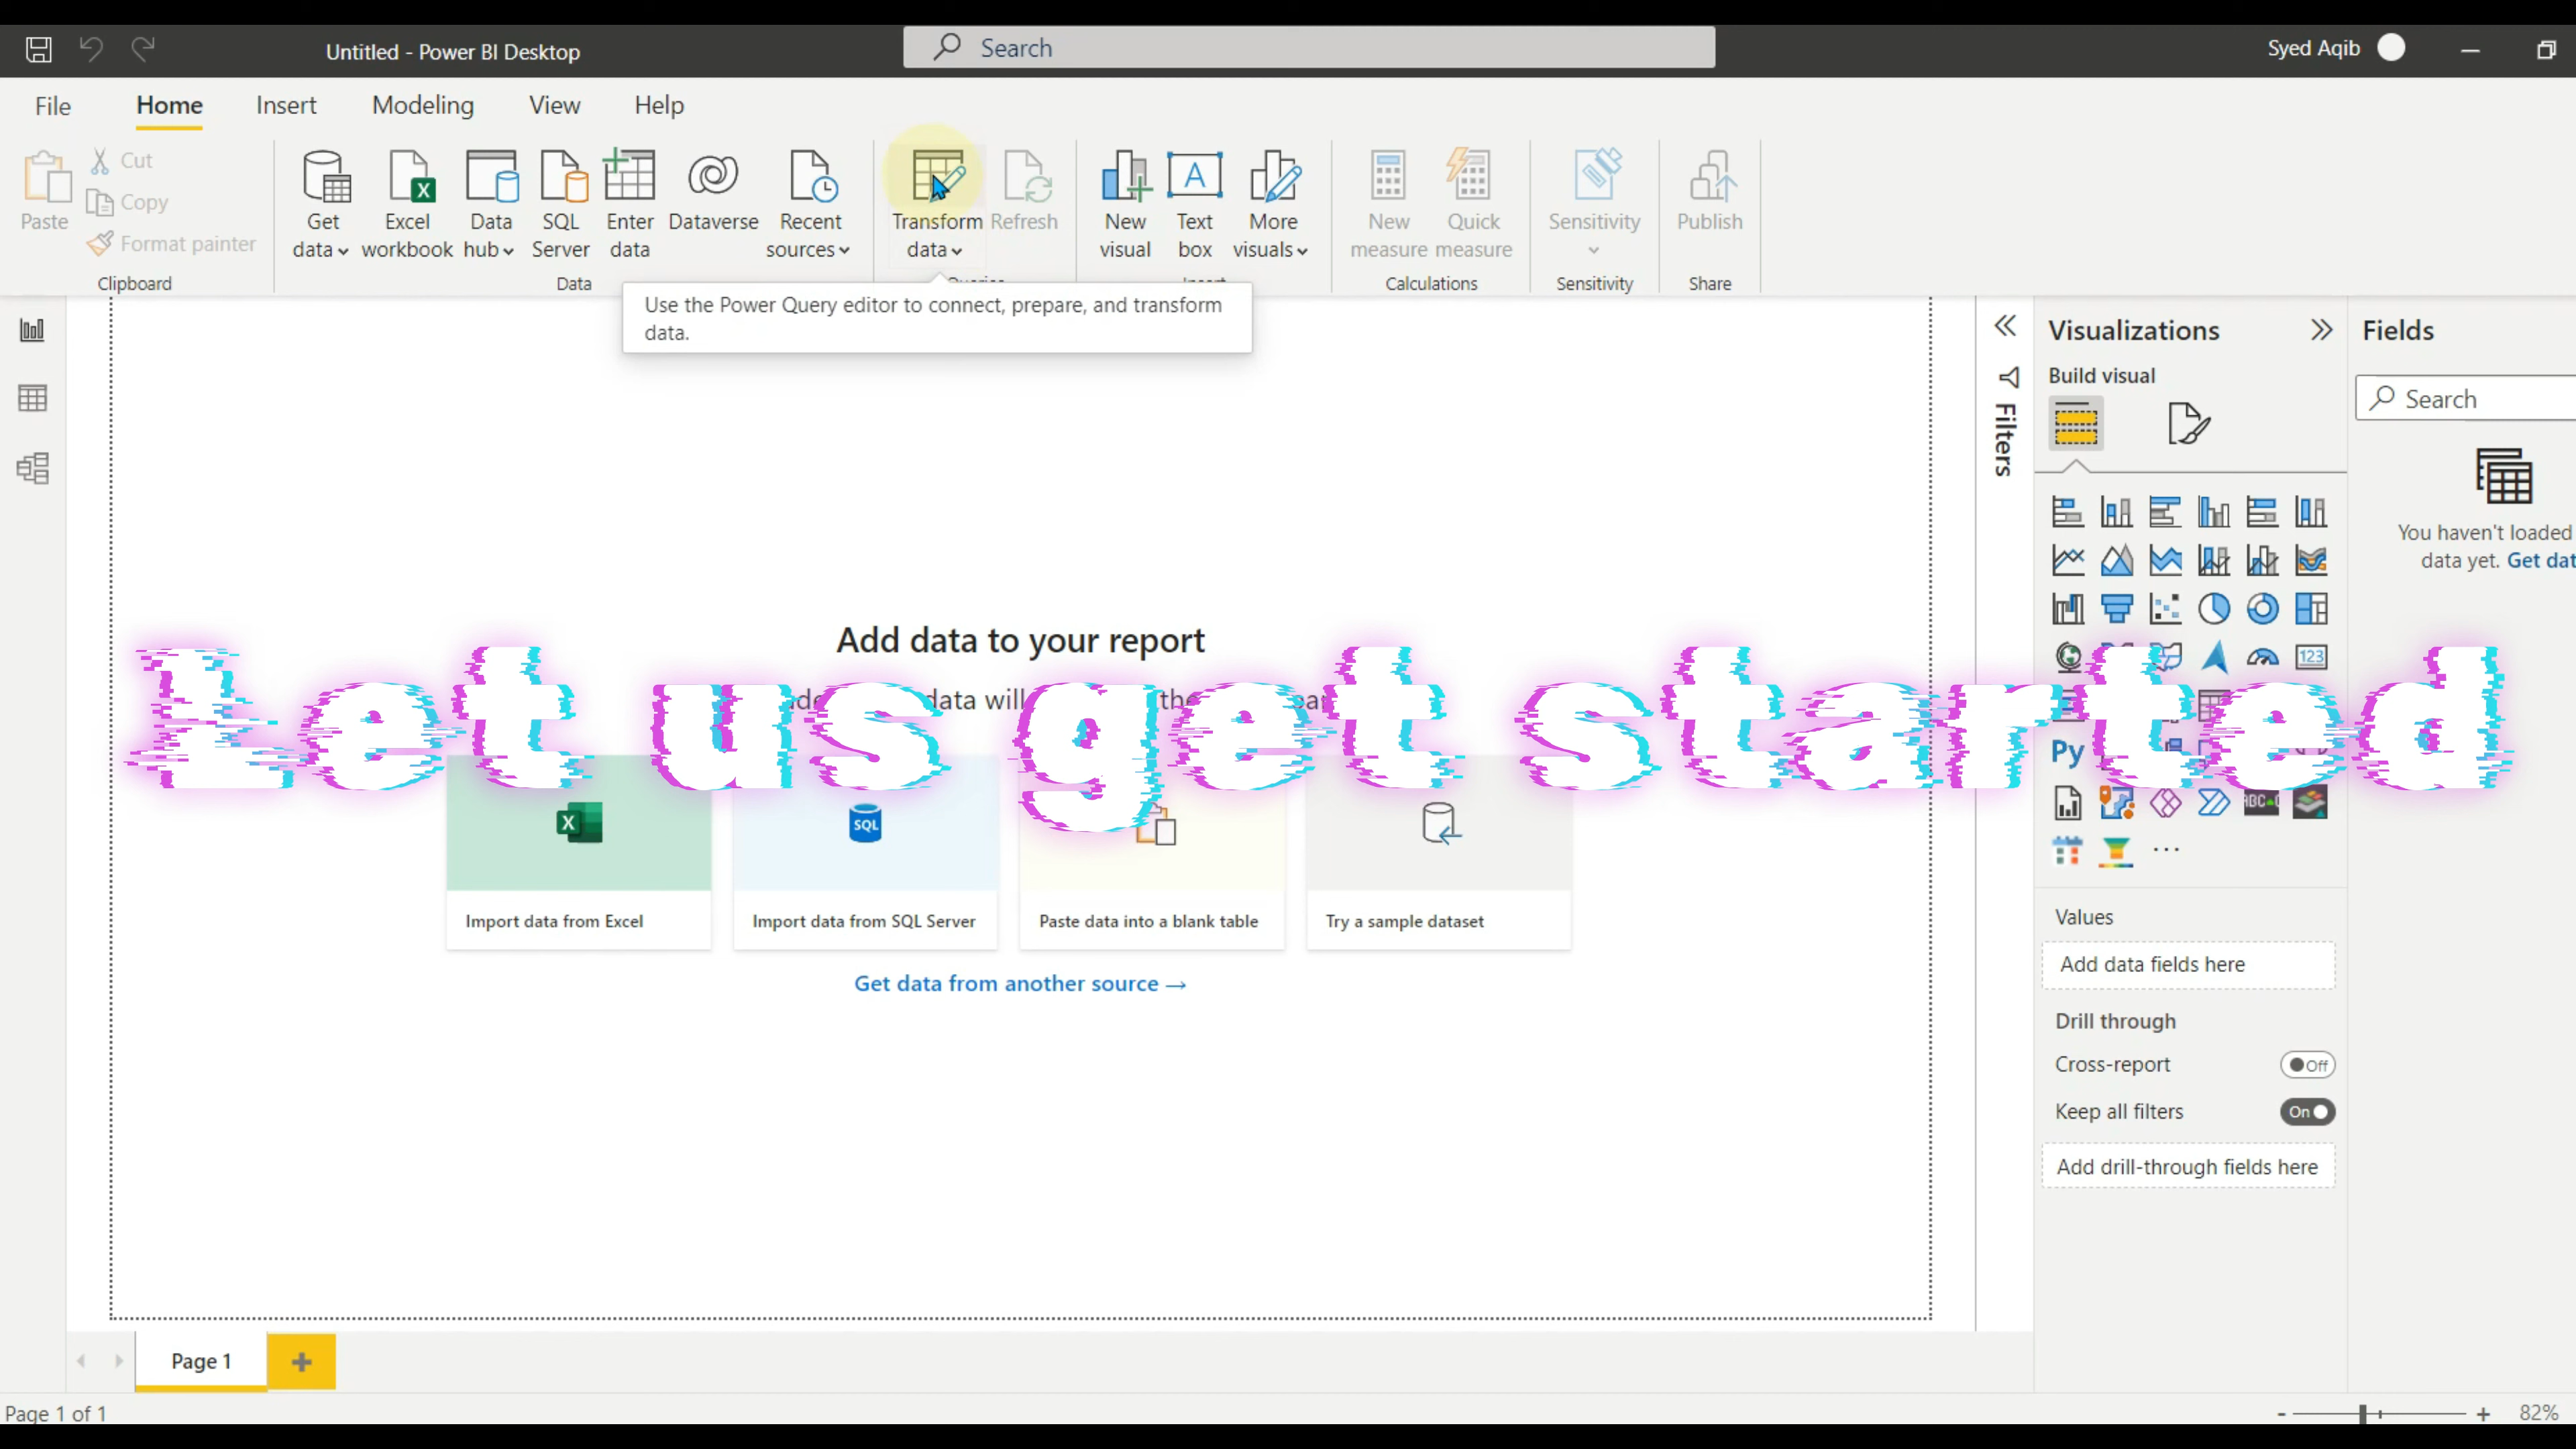 Untitled - Power BI Desktop
Search
Syed Aqib
File Home Insert Modeling View Help
Paste
Cut
Copy
Format painter
Clipboard
Get data
Excel workbook
Data hub
SQL Server
Enter data
Dataverse
Recent sources
Data
Transform data
Refresh
New visual
Text box
More visuals
New measure
Quick measure
Calculations
Sensitivity
Sensitivity
Publish
Share
Use the Power Query editor to connect, prepare, and transform
data.
Filters
Visualizations
Build visual
Fields
Search
You haven't loaded
data yet.
Add data to your report
data will
Let us get started
X
SQL
Import data from Excel
Import data from SQL Server
Paste data into a blank table
Try a sample dataset
Get data from another source →
123
Py
Values
Add data fields here
Drill through
Cross-report
Off
Keep all filters
On
Add drill-through fields here
Page 1
Page 1 of 1
82%